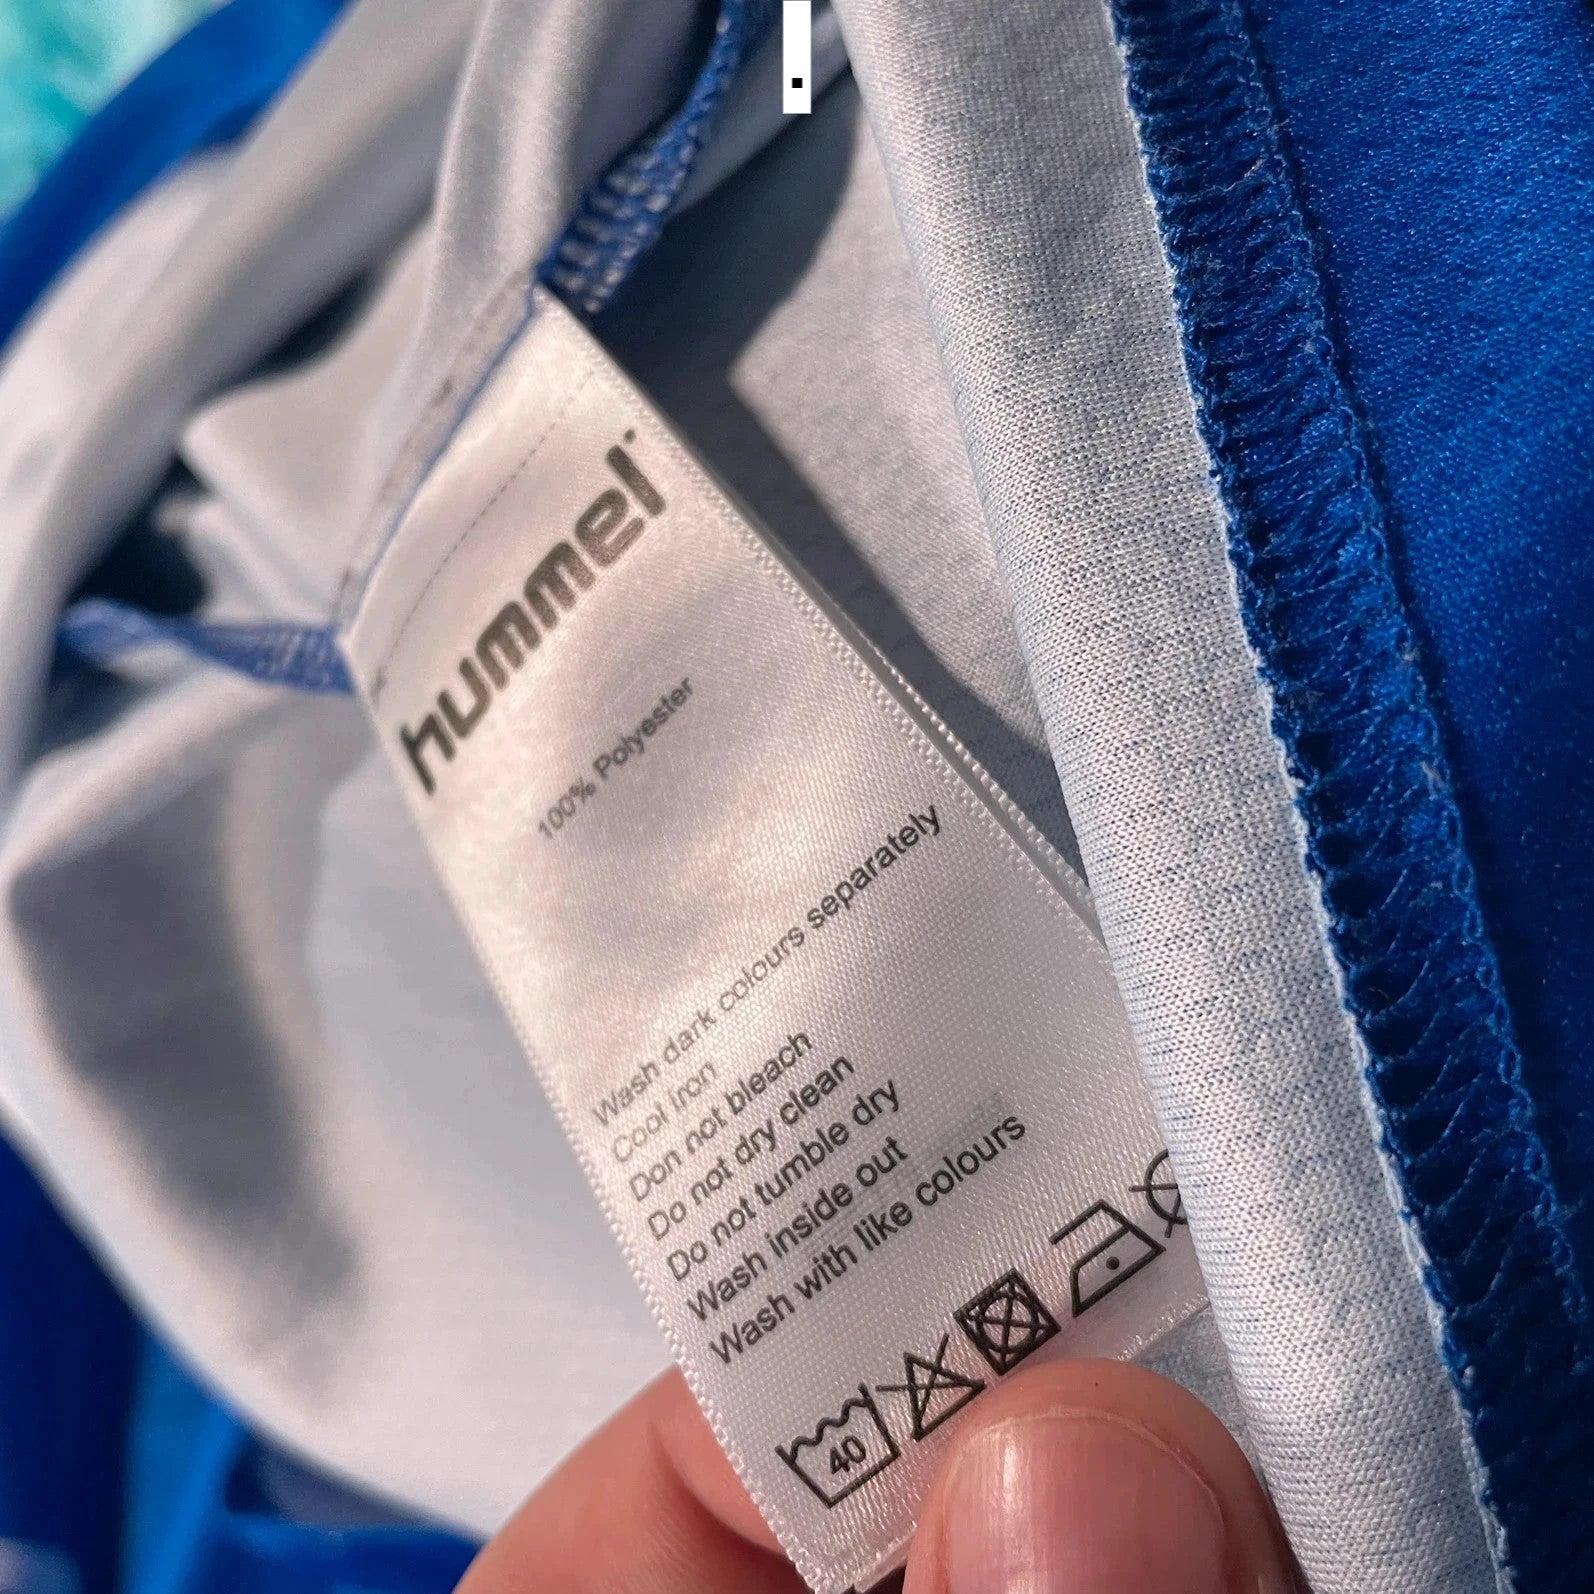 .
hummel
100% Polyester
Wash dark colours separately
Cool iron
Don not bleach
Do not dry clean
Do not tumble dry
Wash inside out
Wash with like colours
40